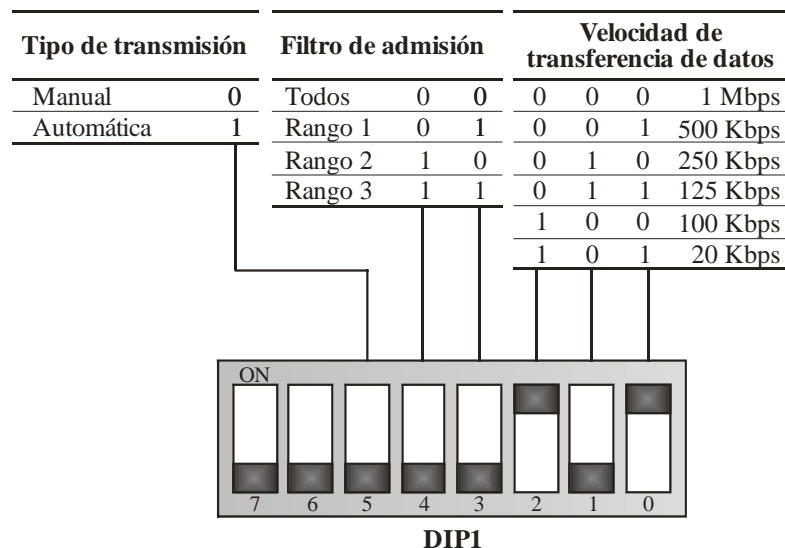 Tipo de transmisión
Manual 0
Automática 1
Filtro de admisión
Todos 0 0
Rango 1 0 1
Rango 2 1 0
Rango 3 1 1
Velocidad de
transferencia de datos
0 0 0 1 Mbps
0 0 1 500 Kbps
0 1 0 250 Kbps
0 1 1 125 Kbps
1 0 0 100 Kbps
1 0 1 20 Kbps
ON
7 6 5 4 3 2 1 0
DIP1